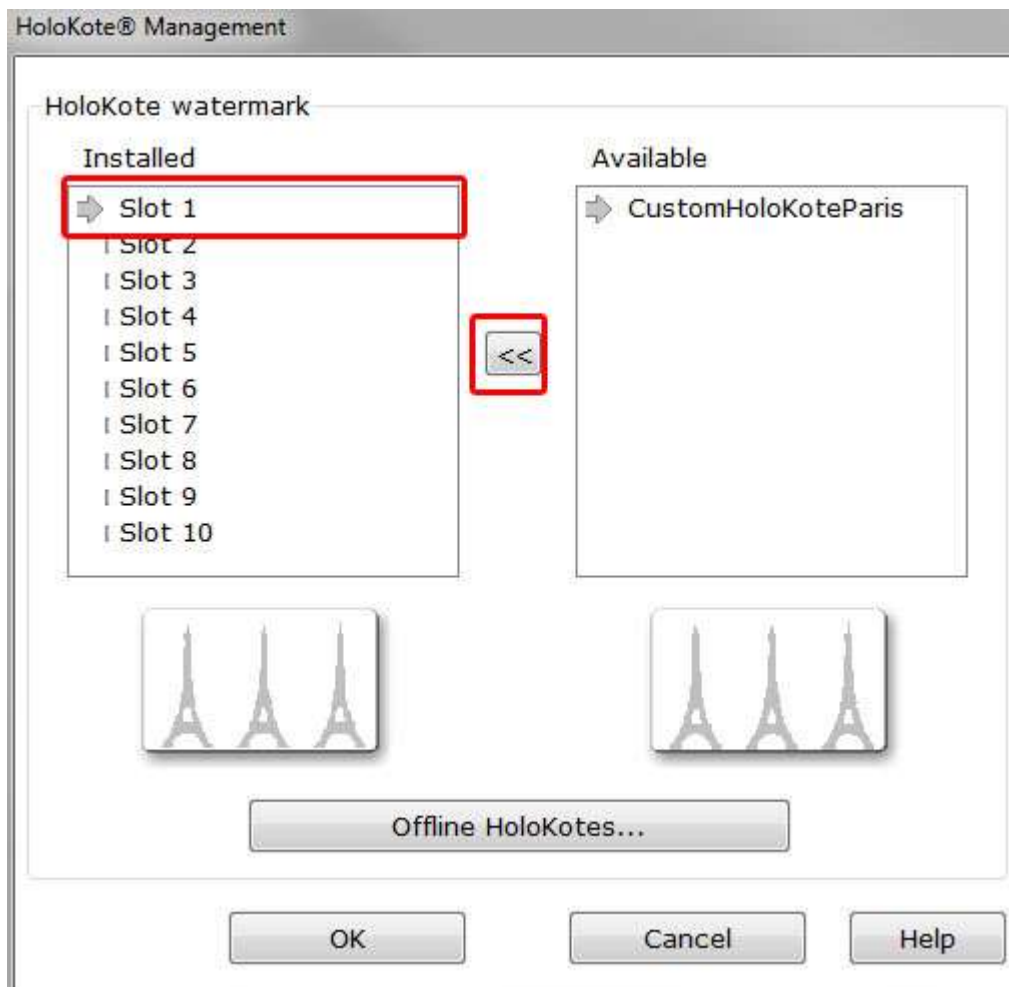 HoloKote® Management
HoloKote watermark
Installed
Available
Slot 1
Slot 2
Slot 3
Slot 4
Slot 5
Slot 6
Slot 7
Slot 8
Slot 9
Slot 10
<<
CustomHoloKoteParis
Offline HoloKotes...
OK
Cancel
Help